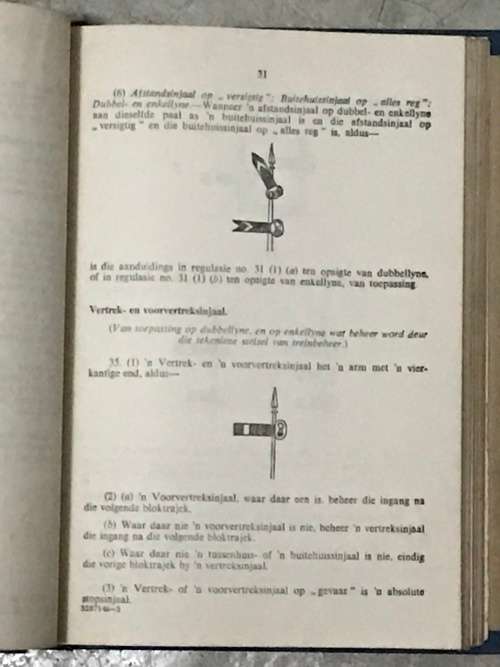 31
(6) Afstandsinjaal op „versigtig”; Buitehuissinjaal op „alles reg”;
Dubbel- en enkellyne.—Wanneer 'n afstandsinjaal op dubbel- en enkellyne
aan dieselfde paal as 'n buitehuissinjaal is en die afstandsinjaal op
„versigtig” en die buitehuissinjaal op „alles reg” is, aldus—
is die aanduidings in regulasie no. 31 (1) (a) ten opsigte van dubbellyne,
of in regulasie no. 31 (1) (b) ten opsigte van enkellyne, van toepassing.
Vertrek- en voorvertreksinjaal.
(Van toepassing op dubbellyne, en op enkellyne wat beheer word deur
die stelsel van treinbeheer.)
35. (1) 'n Vertrek- en 'n voorvertreksinjaal het 'n arm met 'n vier-
kantige end, aldus—
(2) (a) 'n Voorvertreksinjaal, waar daar een is, beheer die ingang na
die volgende bloktrajek.
(b) Waar daar nie 'n voorvertreksinjaal is nie, beheer 'n vertreksinjaal
die ingang na die volgende bloktrajek.
(c) Waar daar nie 'n tussenhuis- of 'n buitehuissinjaal is nie, eindig
die vorige bloktrajek by 'n vertreksinjaal.
(3) 'n Vertrek- of 'n voorvertreksinjaal op „gevaar” is 'n absolute
stopsinjaal.